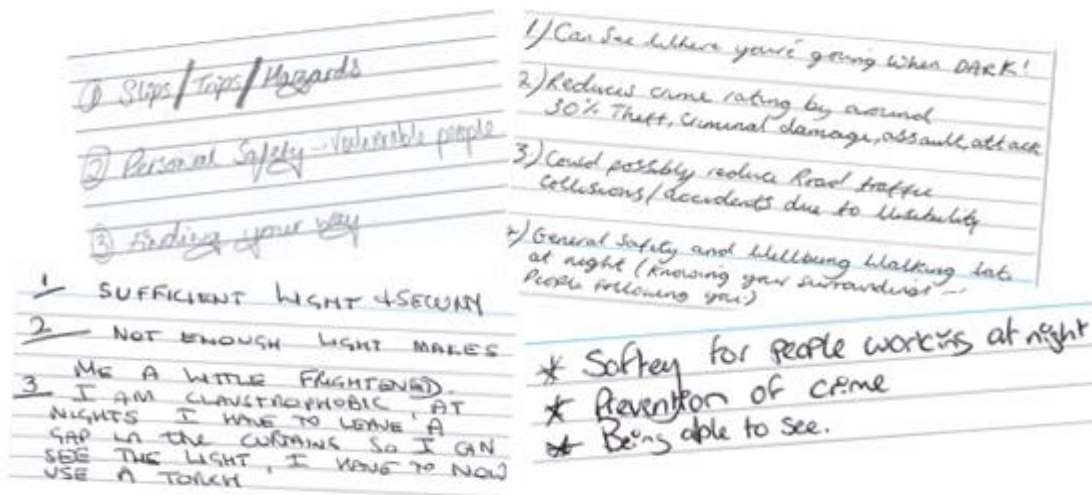 ① Slips/Trips/Hazards
② Personal Safety - Vulnerable people
③ Finding your way
1/ Can See Where you're going when DARK!
2/ Reduces crime rating by around
30% Theft, Criminal damage, assault, attack
3/ Could possibly reduce Road traffic
collisions/accidents due to Visability
4/ General Safety and Wellbeing Walking late
at night (knowing your surroundings -
People following you)
1 SUFFICIENT LIGHT & SECURITY
2 NOT ENOUGH LIGHT MAKES
ME A LITTLE FRIGHTENED.
3 I AM CLAUSTROPHOBIC, AT
NIGHTS I HAVE TO LEAVE A
GAP IN THE CURTAINS SO I CAN
SEE THE LIGHT, I HAVE TO NOW
USE A TORCH
* Saftey for people working at night
* Prevention of crime
* Being able to see.